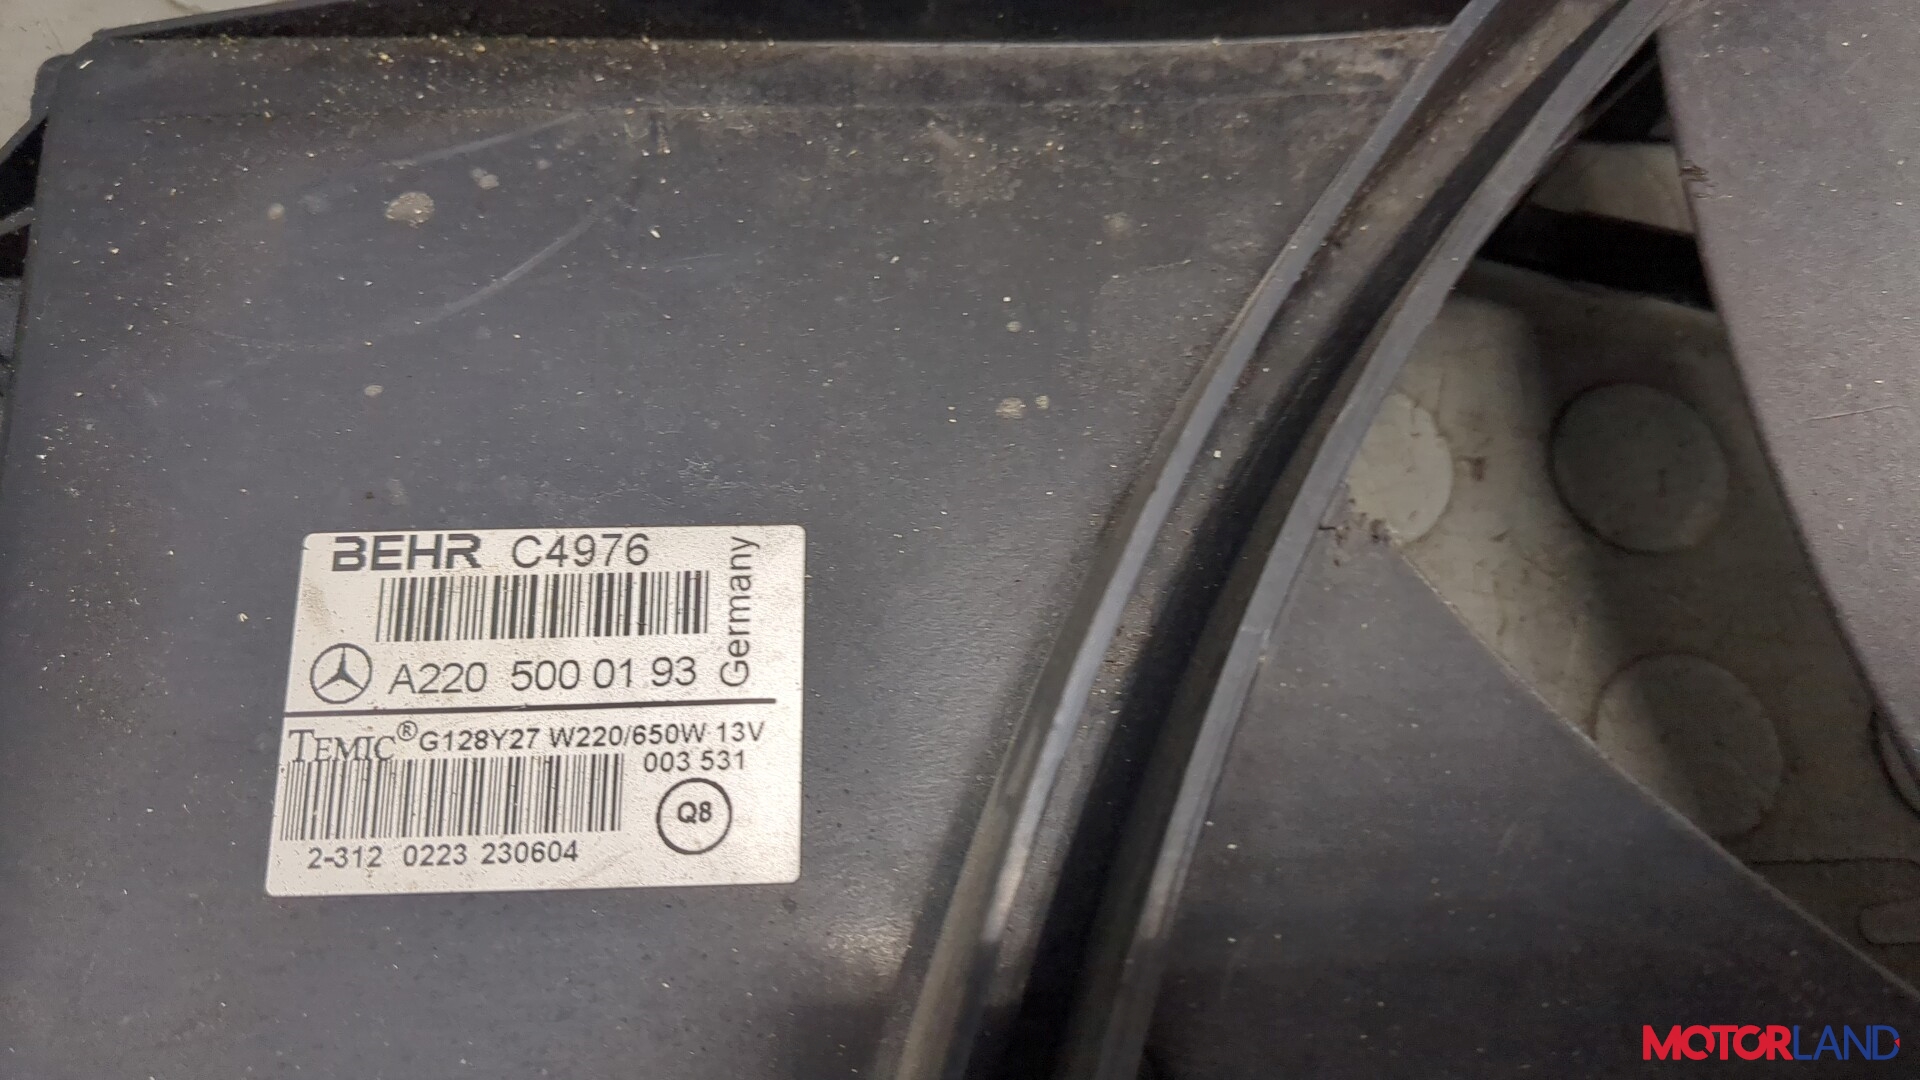 BEHR C4976
Germany
A220 500 01 93
TEMIC® G128Y27 W220/650W 13V
003 531
Q8
2-312 0223 230604
MOTORLAND